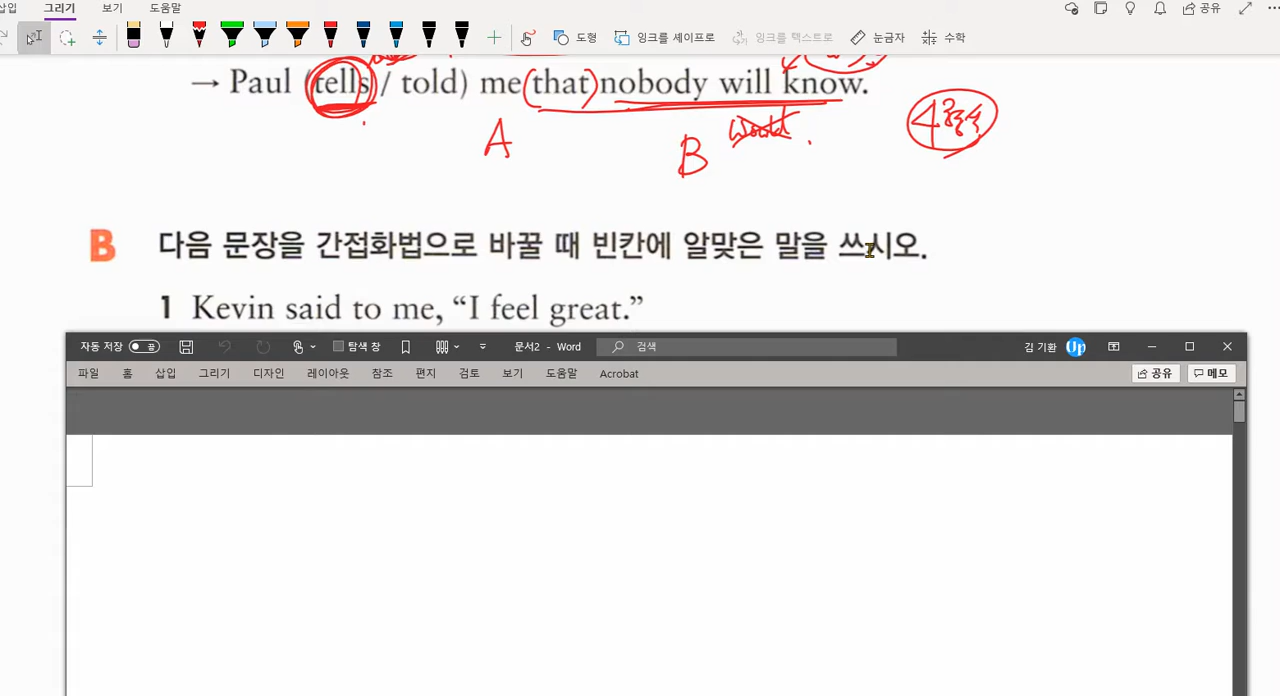 삽입 그리기 보기 도움말
공유
도형 잉크를 셰이프로 잉크를 텍스트로 눈금자 수학
→ Paul (tells / told) me (that) nobody will know.
4형식
would
A
B
B 다음 문장을 간접화법으로 바꿀 때 빈칸에 알맞은 말을 쓰시오.
1 Kevin said to me, “I feel great.”
자동 저장 끔 탐색 창 문서2 - Word 검색 김 기환 Up
파일 홈 삽입 그리기 디자인 레이아웃 참조 편지 검토 보기 도움말 Acrobat 공유 메모